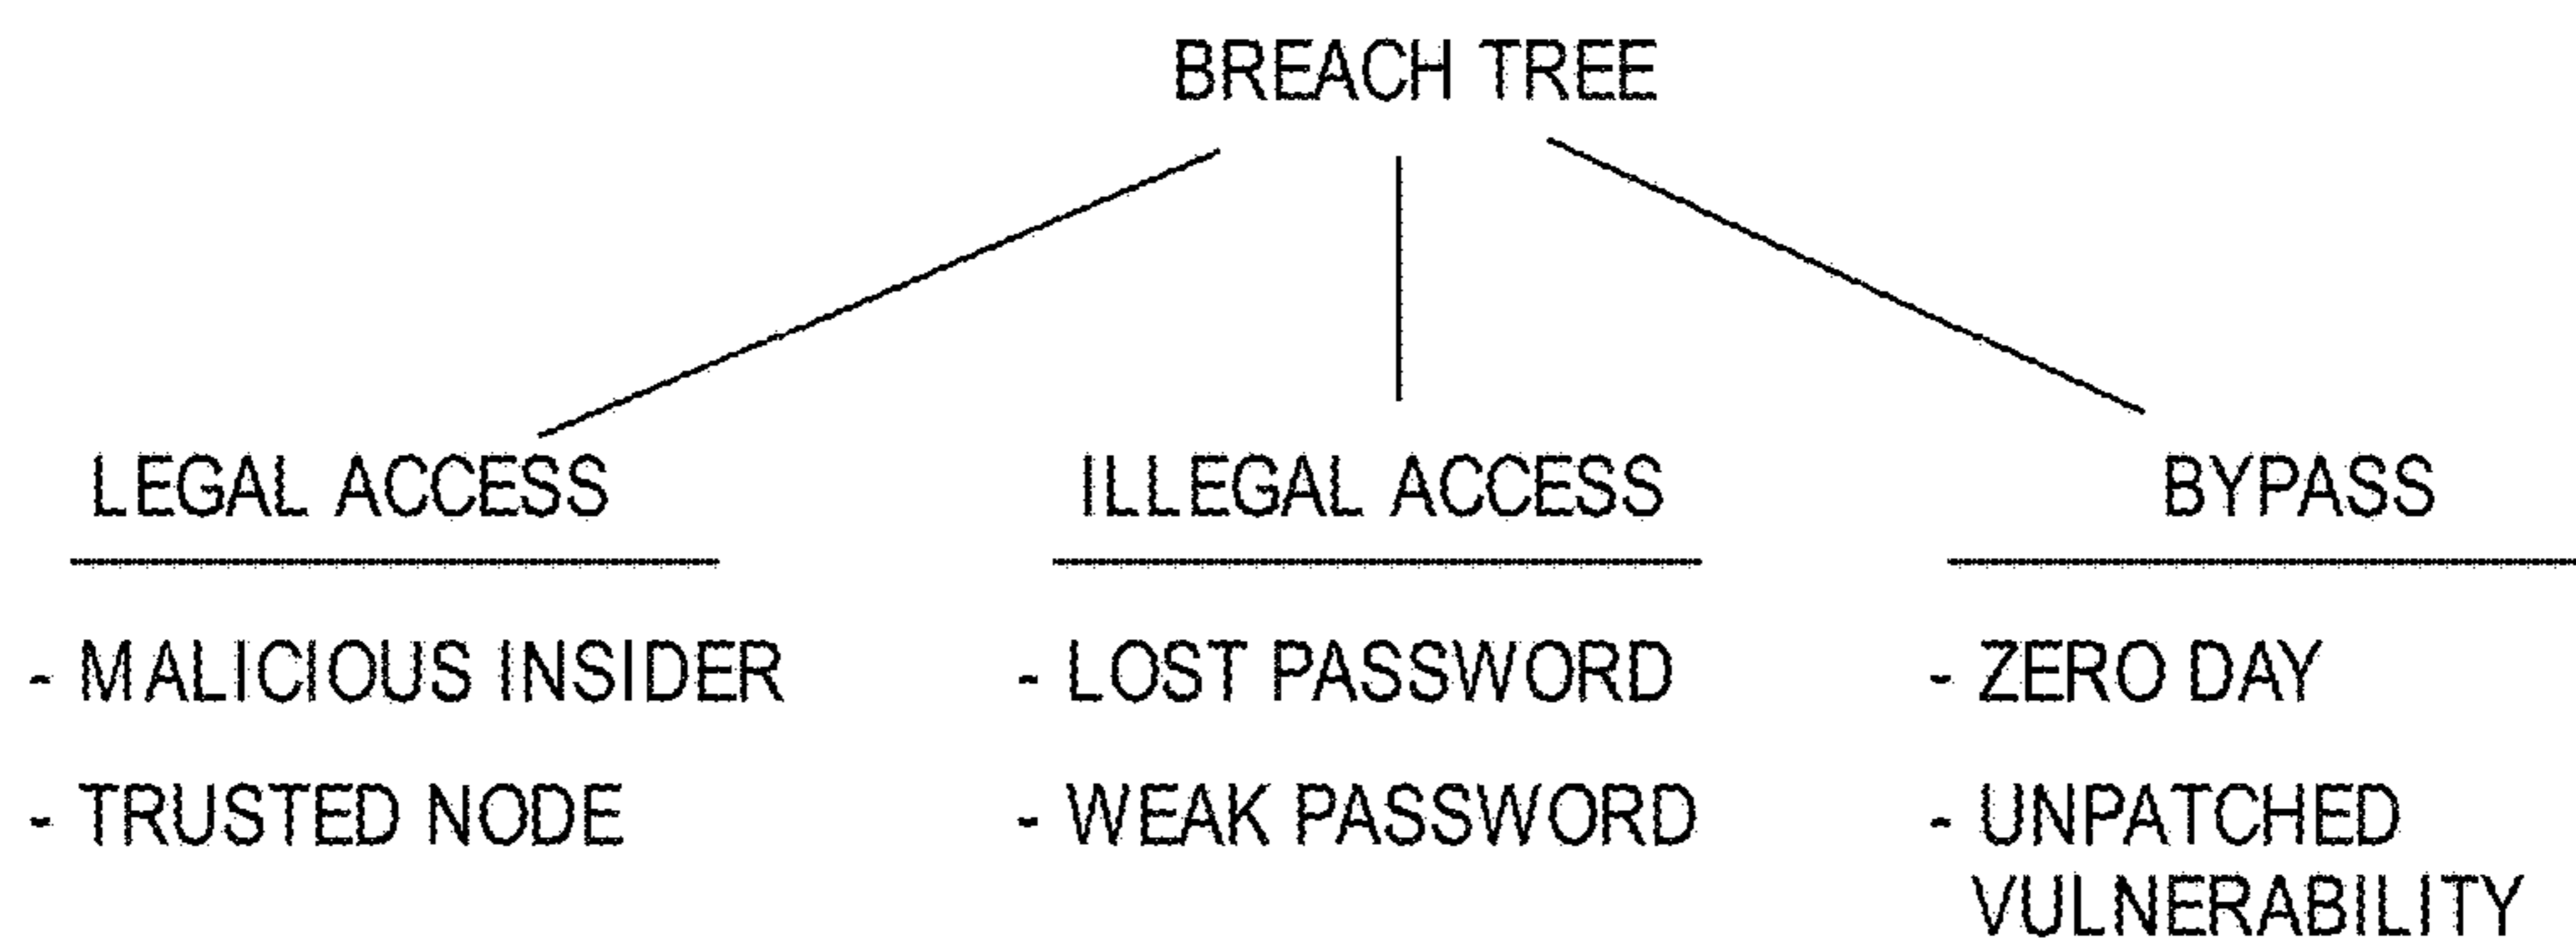 BREACH TREE
LEGAL ACCESS
- MALICIOUS INSIDER
- TRUSTED NODE
ILLEGAL ACCESS
- LOST PASSWORD
- WEAK PASSWORD
BYPASS
- ZERO DAY
- UNPATCHED
VULNERABILITY